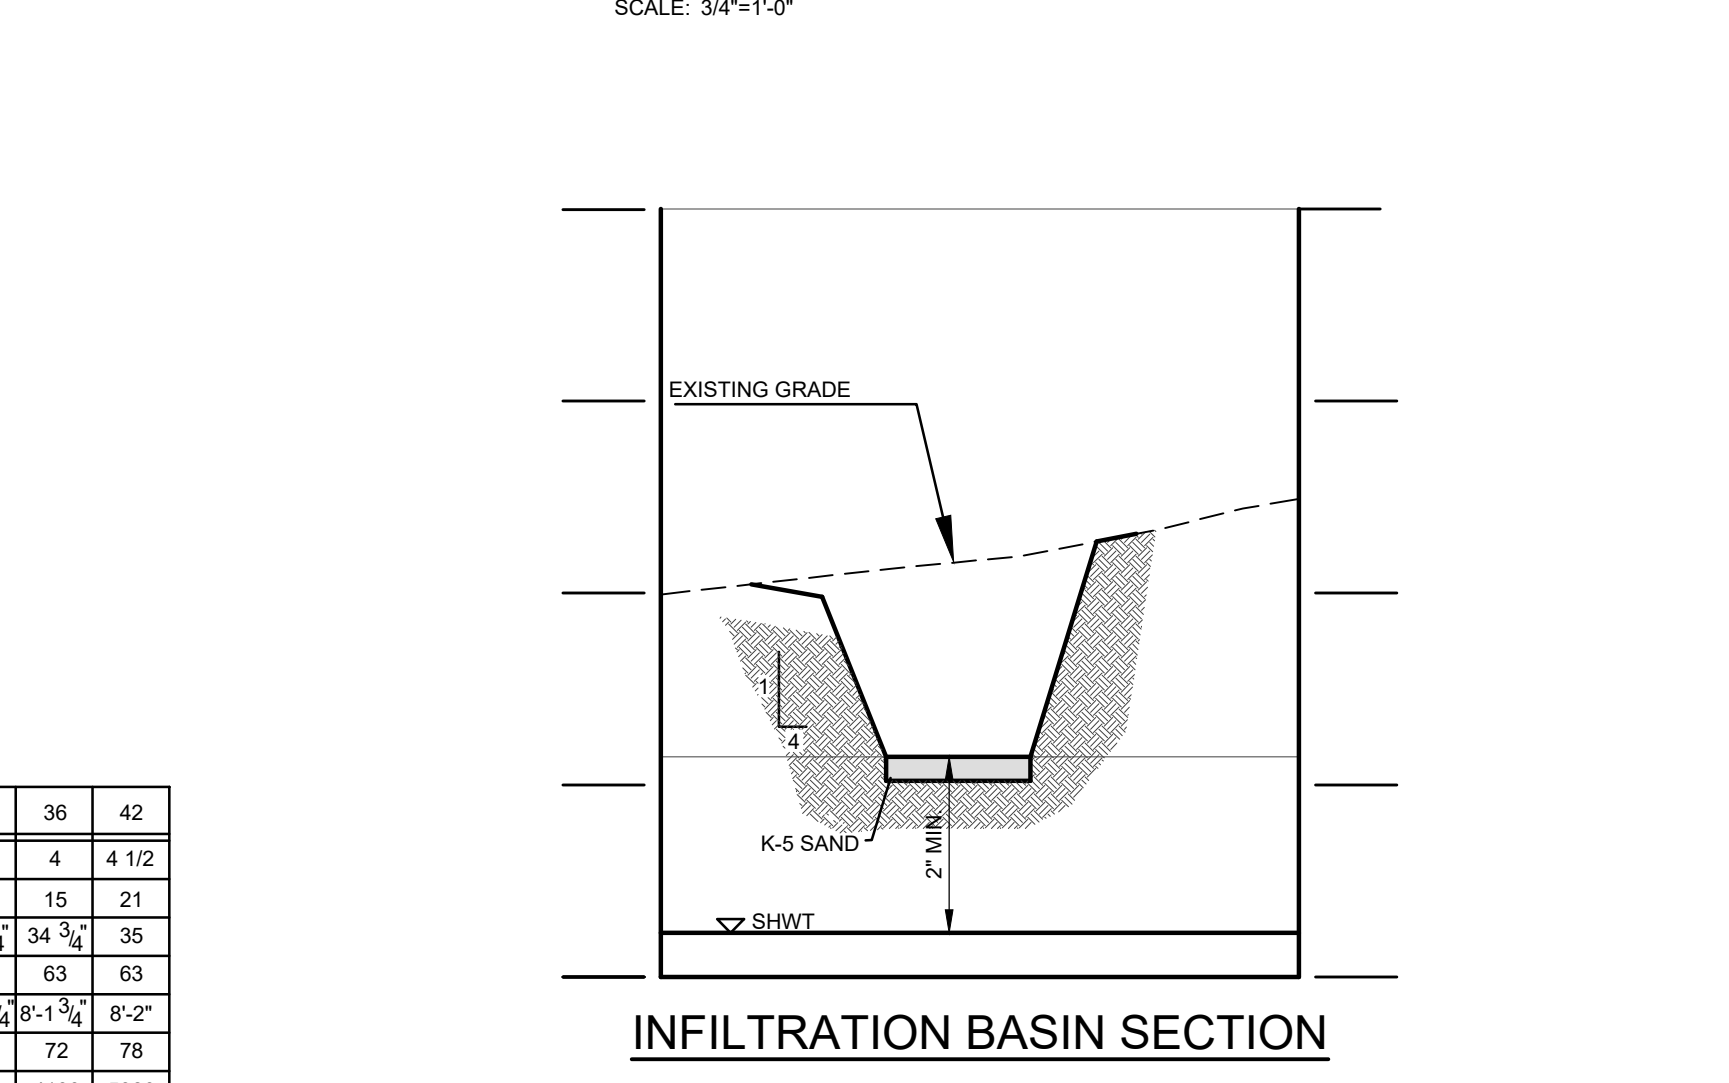 SCALE: 3/4"=1'-0"
EXISTING GRADE
1
4
K-5 SAND
2" MIN.
SHWT
INFILTRATION BASIN SECTION
36 42
4 4 1/2
15 21
34 3/4" 35
63 63
8'-1 3/4" 8'-2"
72 78